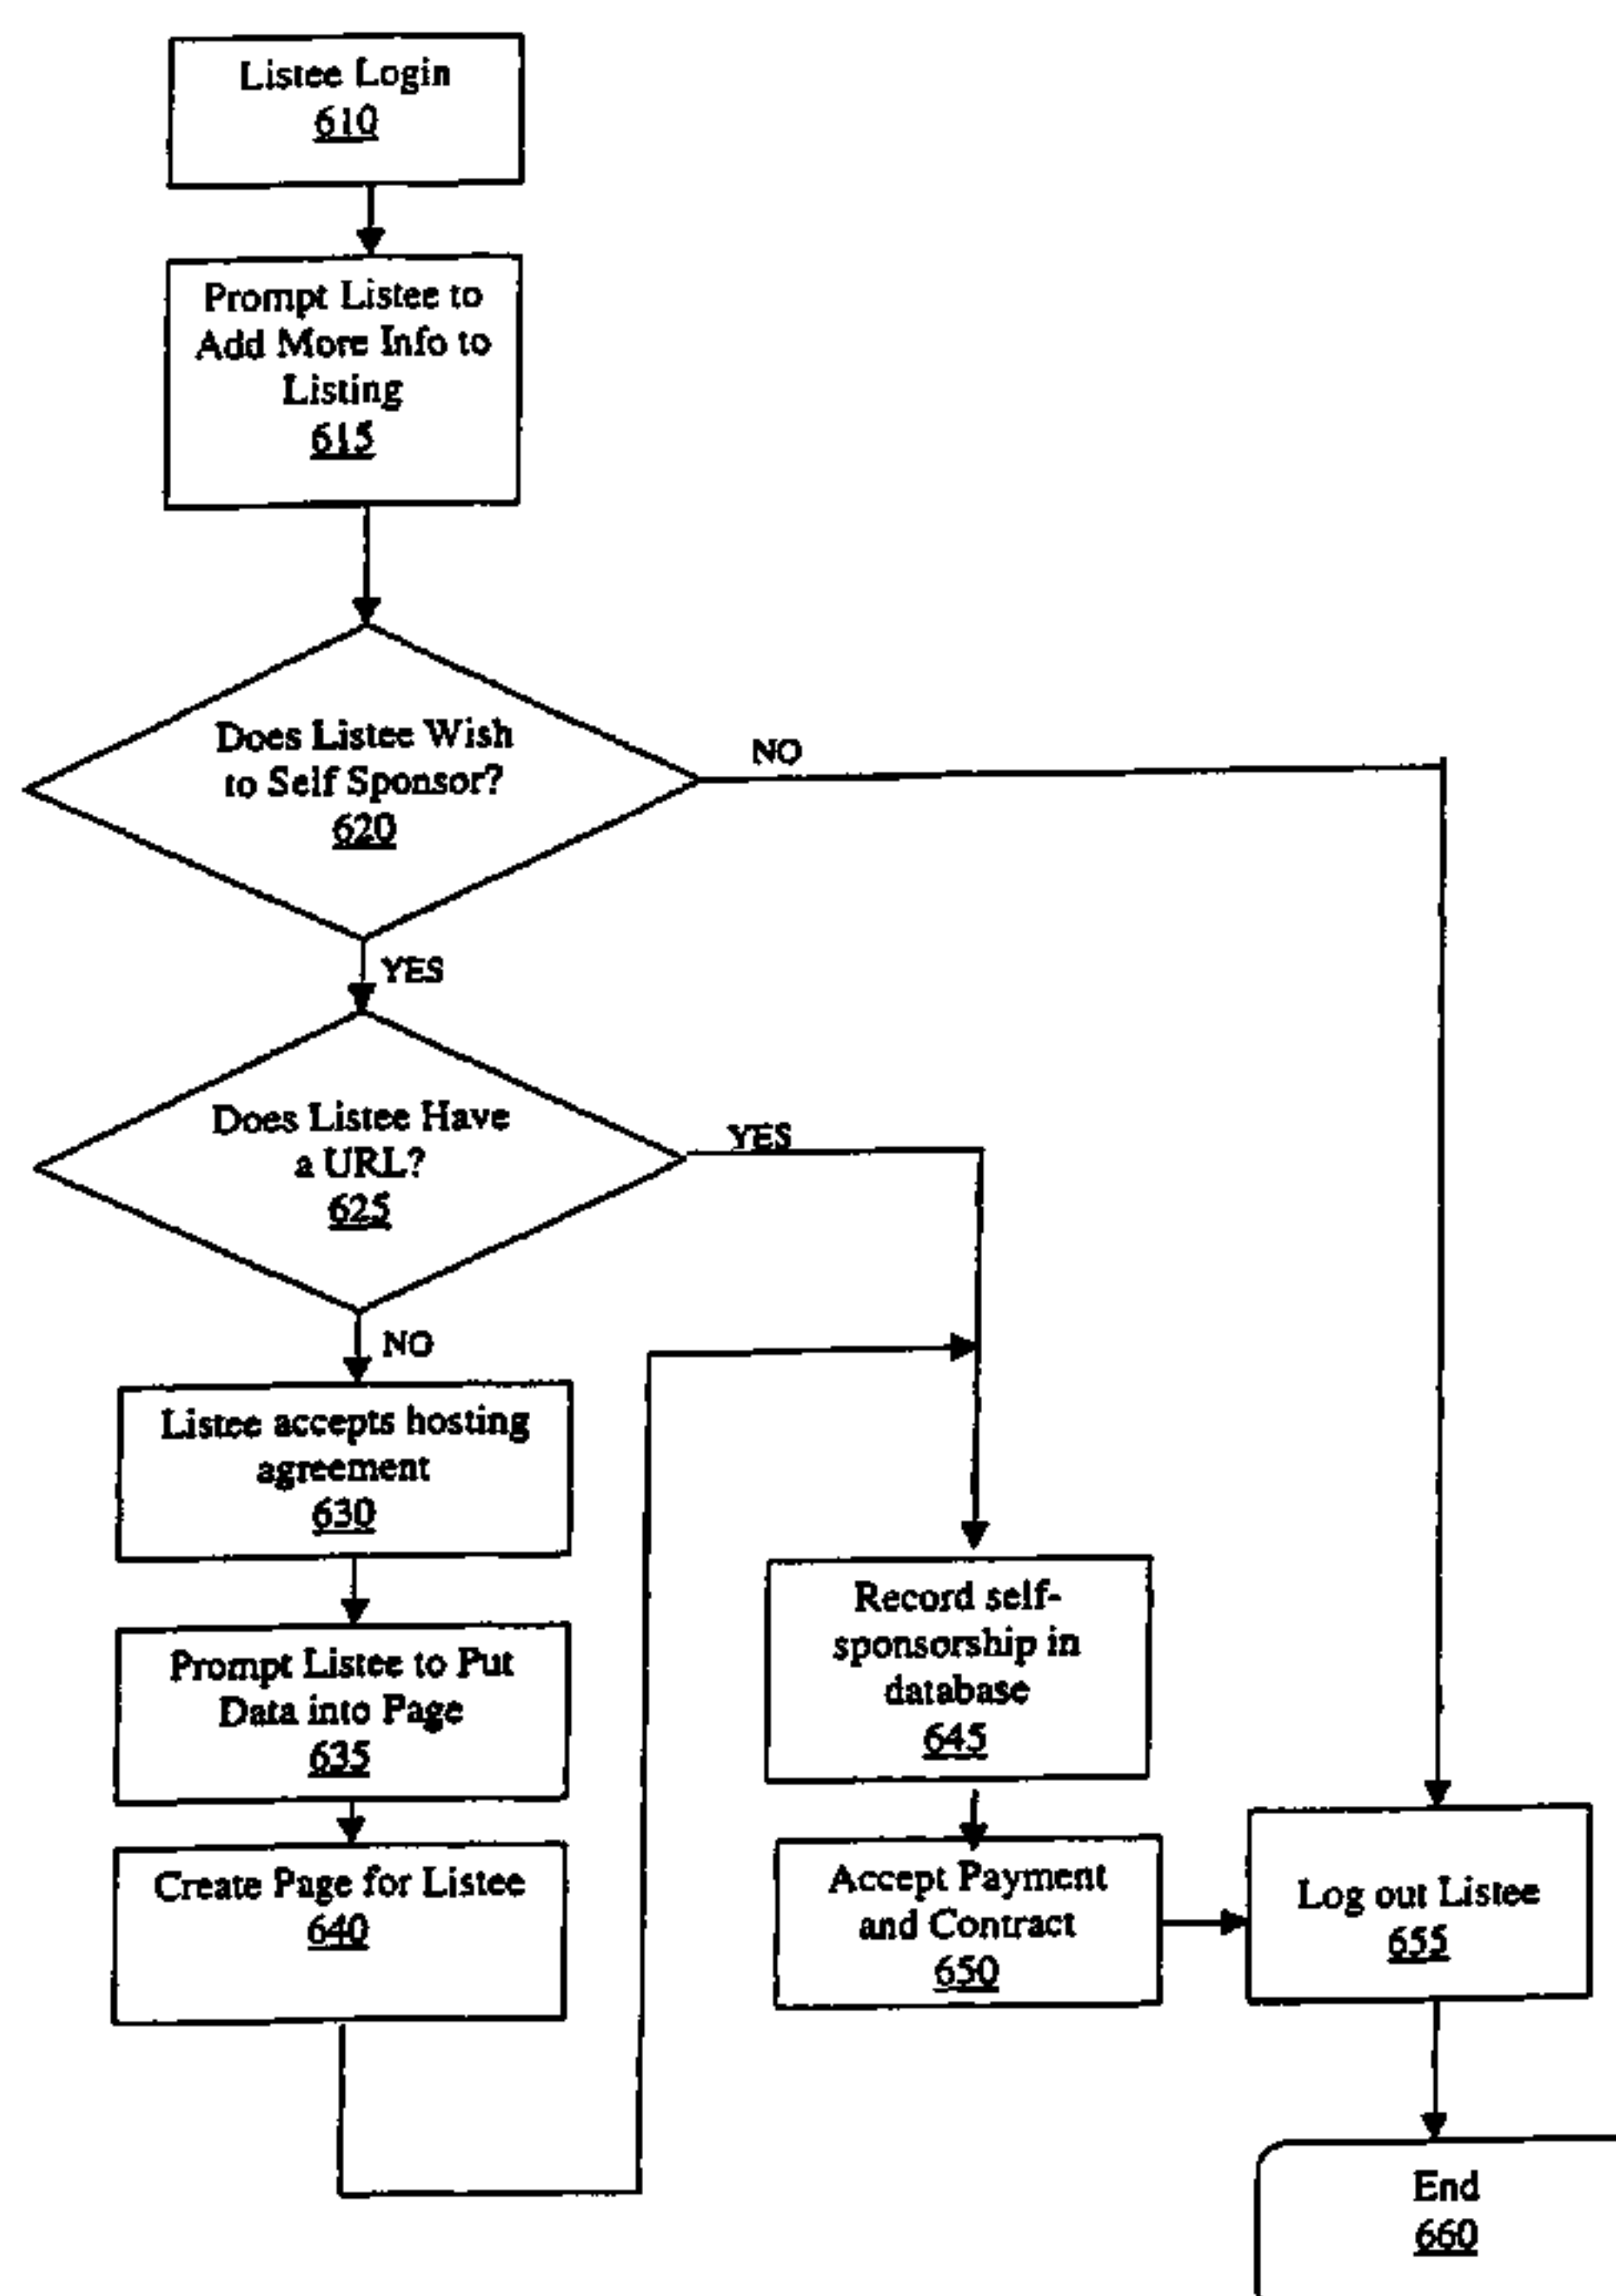 Listee Login
610
Prompt Listee to
Add More Info to
Listing
615
Does Listee Wish
to Self Sponsor?
620
NO
YES
Does Listee Have
a URL?
625
YES
NO
Listee accepts hosting
agreement
630
Prompt Listee to Put
Data into Page
635
Create Page for Listee
640
Record self-
sponsorship in
database
645
Accept Payment
and Contract
650
Log out Listee
655
End
660